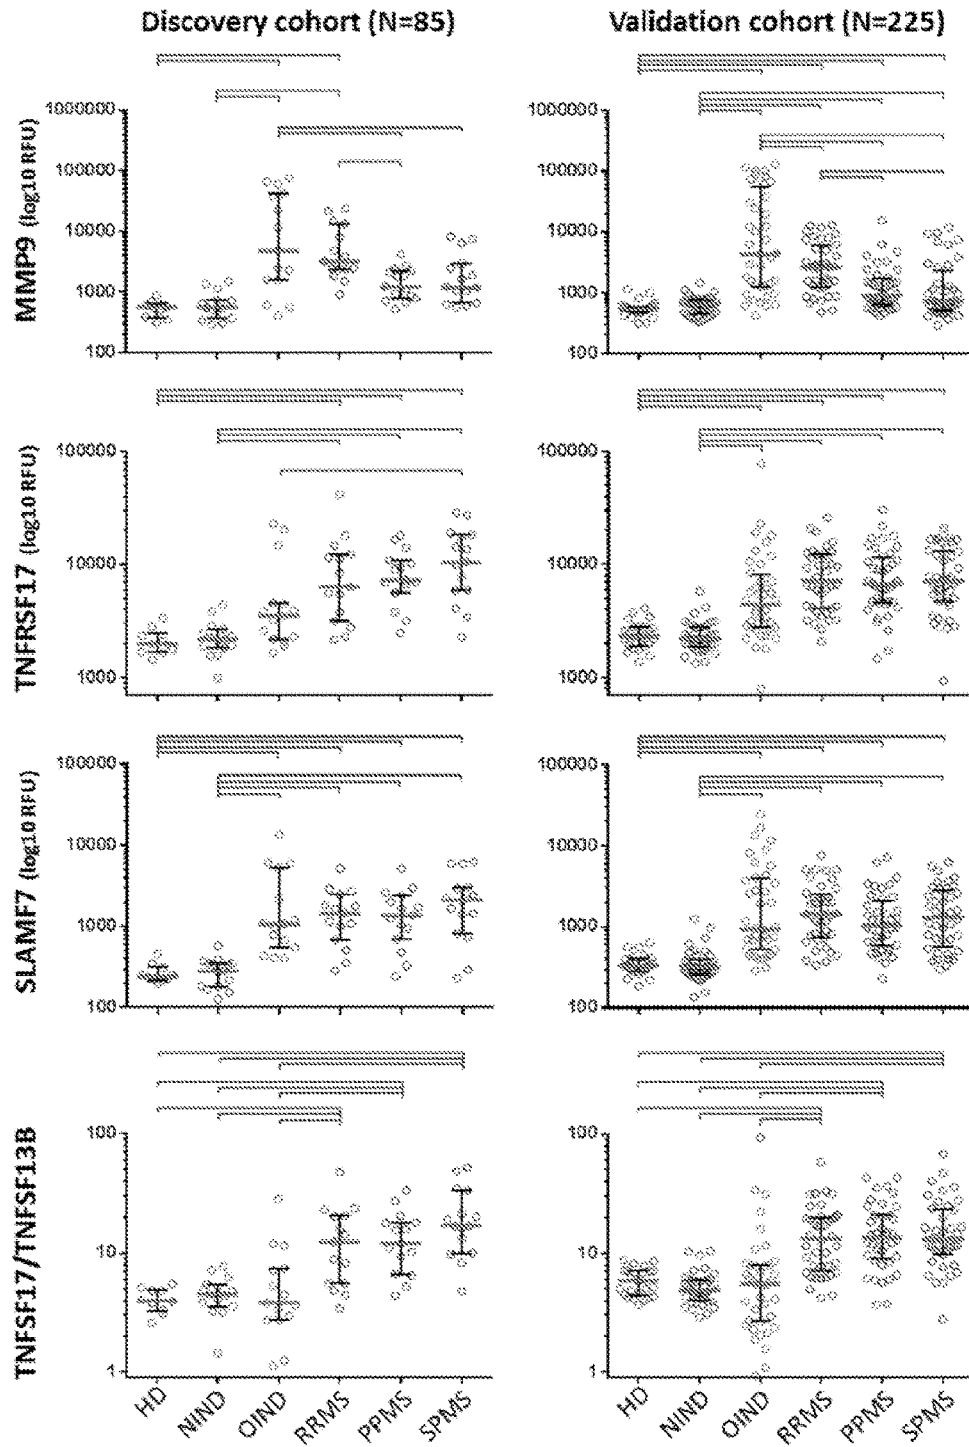 Discovery cohort (N=85)
Validation cohort (N=225)
MMP9 (log10 RFU)
1000000
100000
10000
1000
100
1000000
100000
10000
1000
100
TNFRSF17 (log10 RFU)
100000
10000
1000
100000
10000
1000
SLAMF7 (log10 RFU)
100000
10000
1000
100
100000
10000
1000
100
TNFSF17/TNFSF13B
100
10
1
100
10
1
HD
NIND
OIND
RRMS
PPMS
SPMS
HD
NIND
OIND
RRMS
PPMS
SPMS